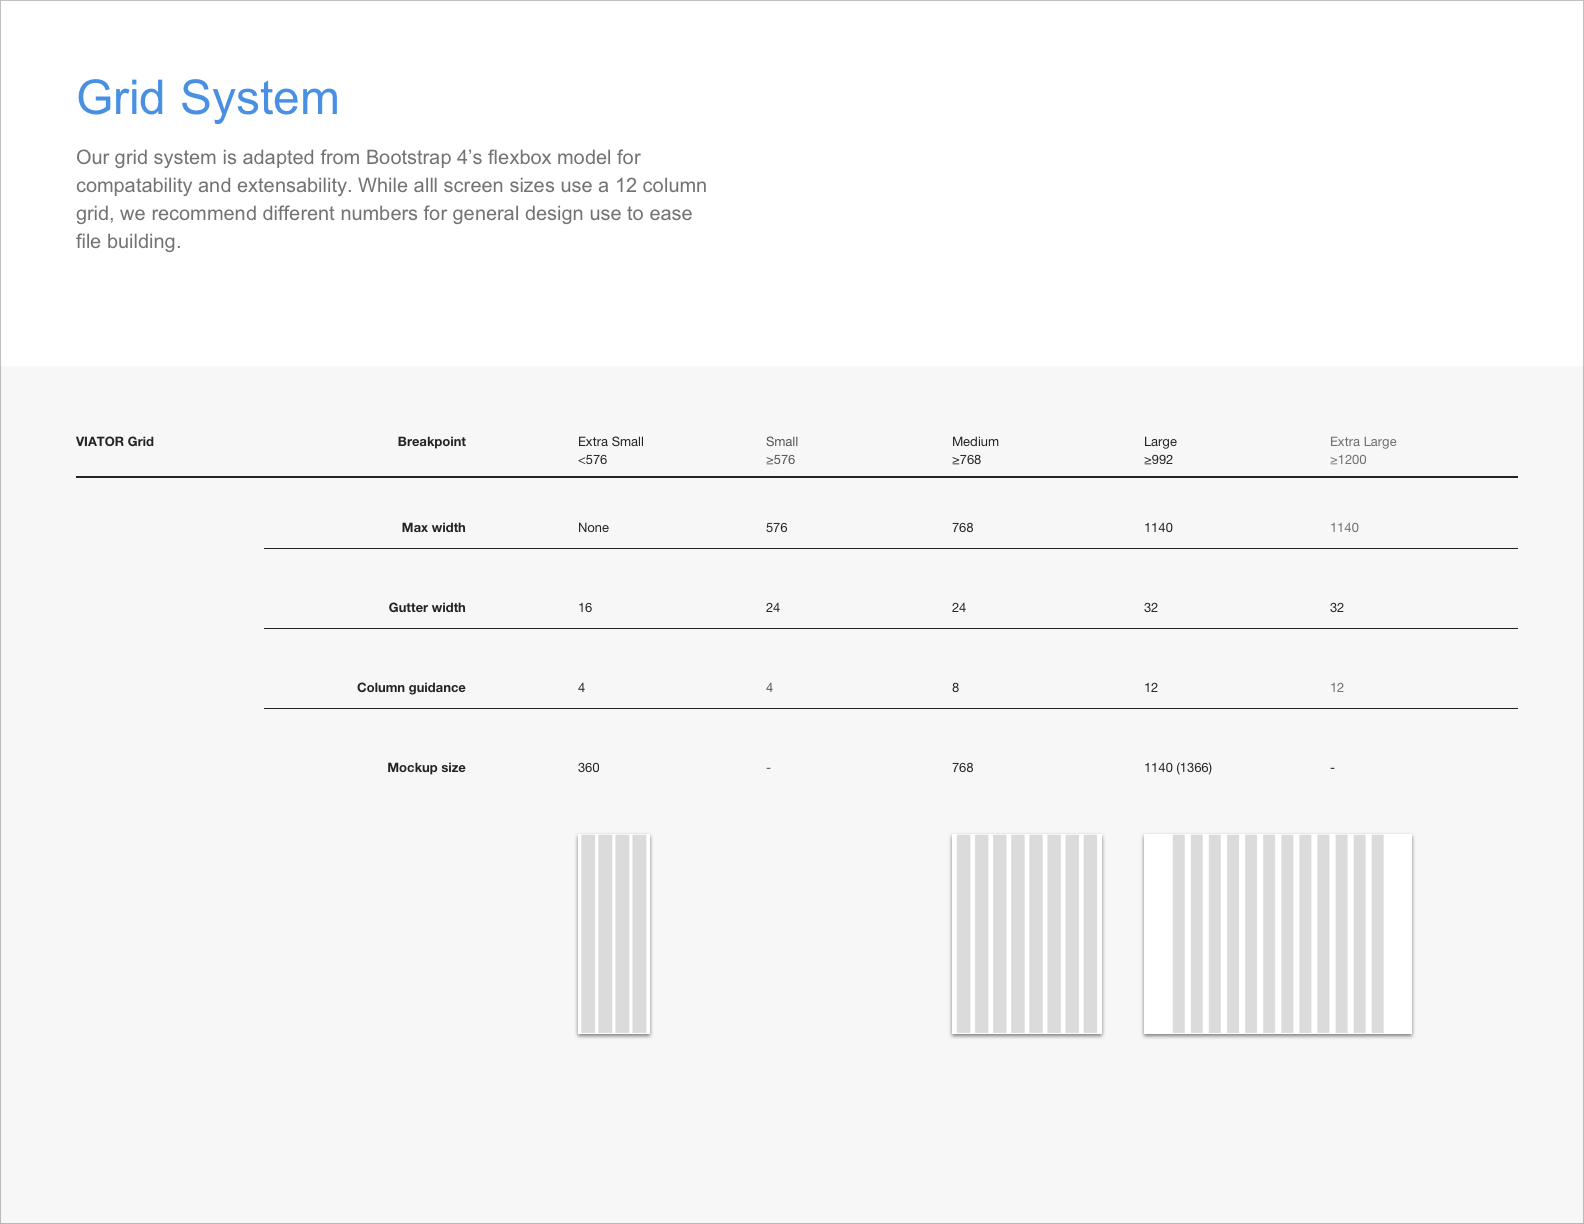 Grid System
Our grid system is adapted from Bootstrap 4’s flexbox model for
compatability and extensability. While alll screen sizes use a 12 column
grid, we recommend different numbers for general design use to ease
file building.
VIATOR Grid Breakpoint Extra Small Small Medium Large Extra Large
<576 ≥576 ≥768 ≥992 ≥1200
Max width None 576 768 1140 1140
Gutter width 16 24 24 32 32
Column guidance 4 4 8 12 12
Mockup size 360 - 768 1140 (1366) -